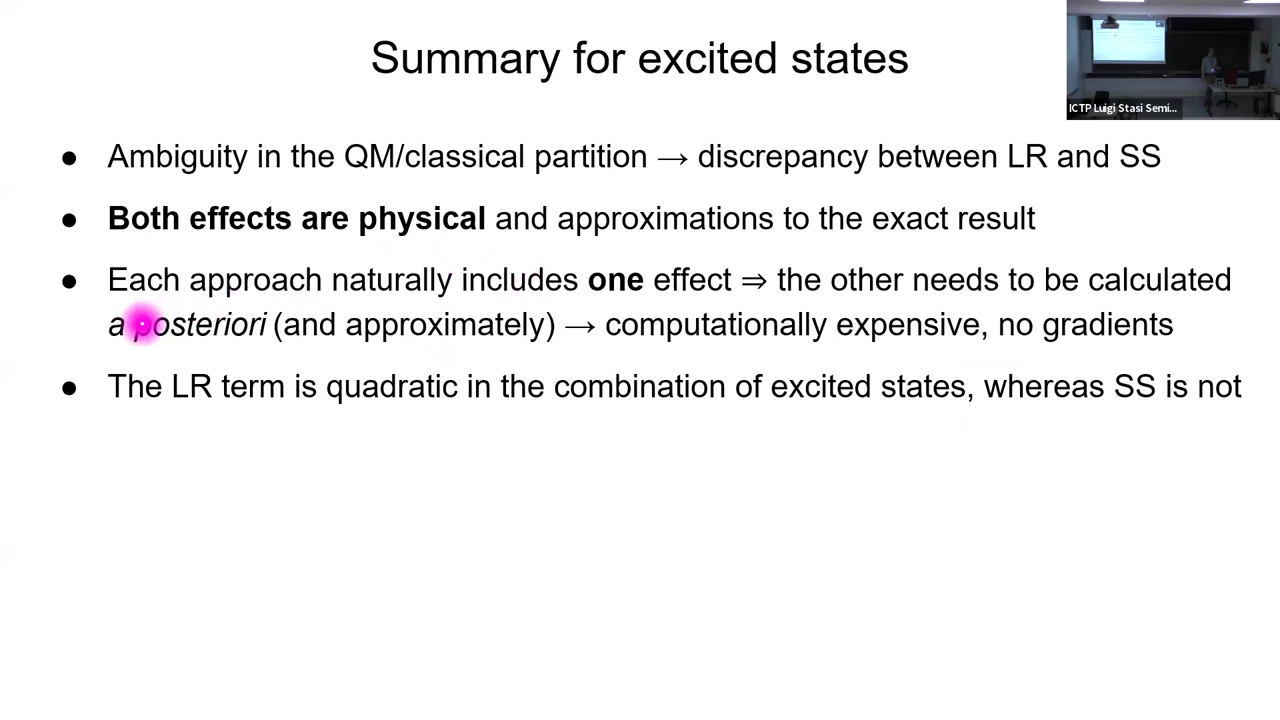 Summary for excited states
ICTP Luigi Stasi Semi...
● Ambiguity in the QM/classical partition → discrepancy between LR and SS
● Both effects are physical and approximations to the exact result
● Each approach naturally includes one effect ⇒ the other needs to be calculated
a posteriori (and approximately) → computationally expensive, no gradients
● The LR term is quadratic in the combination of excited states, whereas SS is not